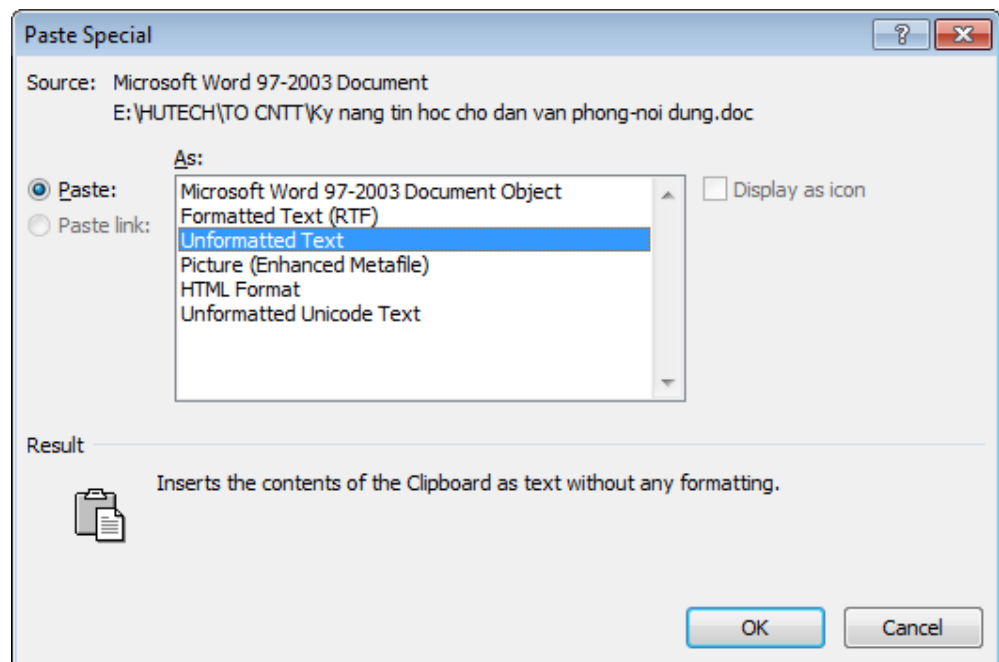 Paste Special
Source: Microsoft Word 97-2003 Document
E:\HUTECH\TO CNTT\Ky nang tin hoc cho dan van phong-noi dung.doc
As:
Paste:
Paste link:
Microsoft Word 97-2003 Document Object
Formatted Text (RTF)
Unformatted Text
Picture (Enhanced Metafile)
HTML Format
Unformatted Unicode Text
Display as icon
Result
Inserts the contents of the Clipboard as text without any formatting.
OK Cancel